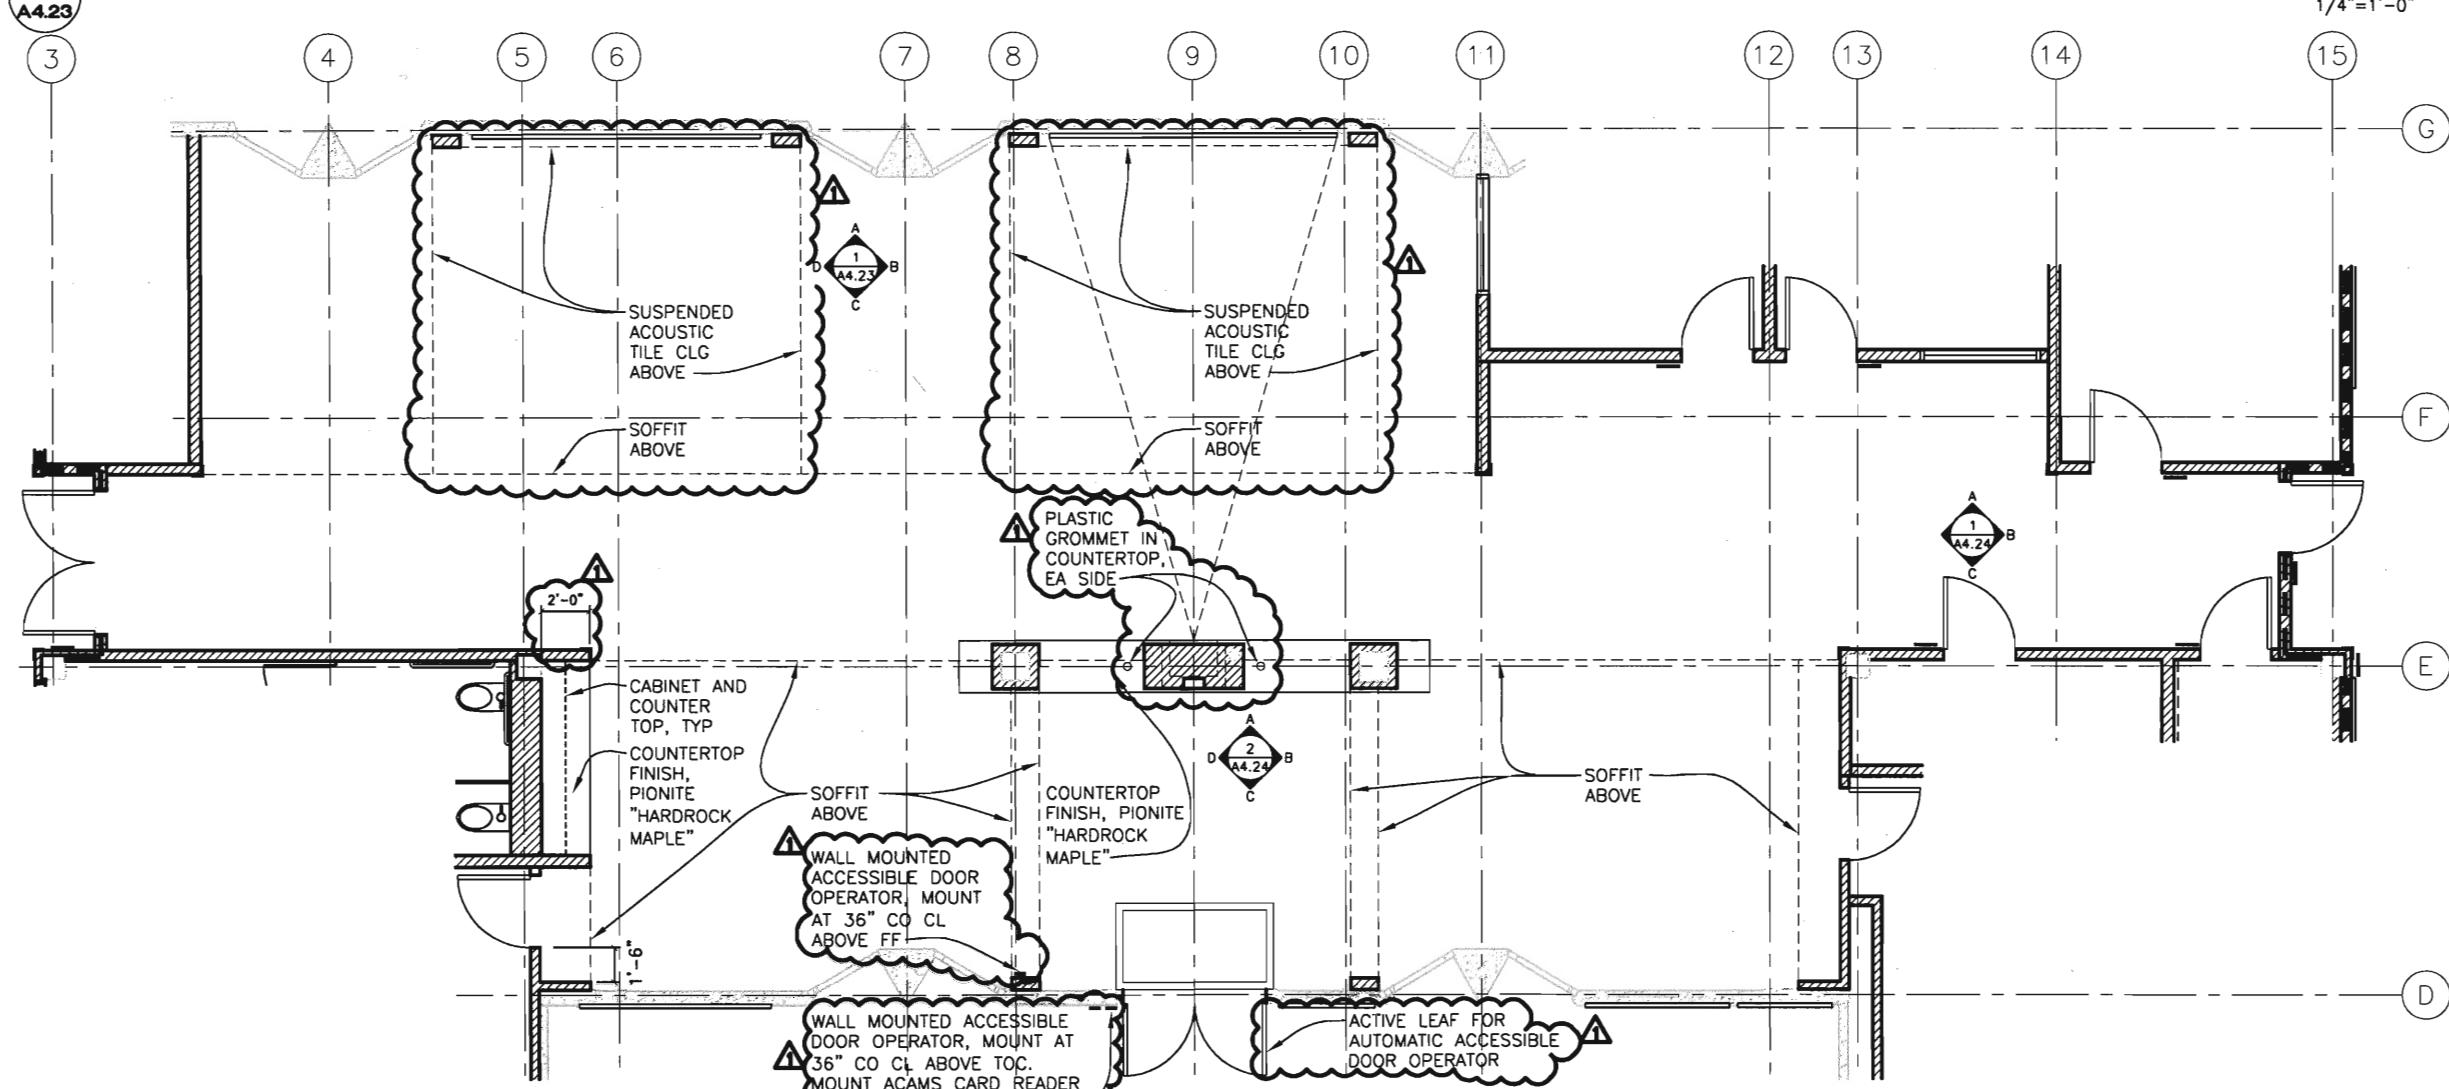 A4.23
1/4"=1'-0"
3
4
5
6
7
8
9
10
11
12
13
14
15
G
1
A
1
A4.23
D
B
C
1
SUSPENDED
ACOUSTIC
TILE CLG
ABOVE
SUSPENDED
ACOUSTIC
TILE CLG
ABOVE
F
SOFFIT
ABOVE
SOFFIT
ABOVE
1
PLASTIC
GROMMET IN
COUNTERTOP,
EA SIDE
A
1
A4.24
B
C
1
2'-0"
E
CABINET AND
COUNTER
TOP, TYP
COUNTERTOP
FINISH,
PIONITE
"HARDROCK
MAPLE"
A
2
A4.24
D
B
C
SOFFIT
ABOVE
COUNTERTOP
FINISH, PIONITE
"HARDROCK
MAPLE"
SOFFIT
ABOVE
1
WALL MOUNTED
ACCESSIBLE DOOR
OPERATOR, MOUNT
AT 36" CO CL
ABOVE FF
1'-6"
D
1
WALL MOUNTED ACCESSIBLE
DOOR OPERATOR, MOUNT AT
36" CO CL ABOVE TOC.
MOUNT ACAMS CARD READER
ACTIVE LEAF FOR
AUTOMATIC ACCESSIBLE
DOOR OPERATOR
1